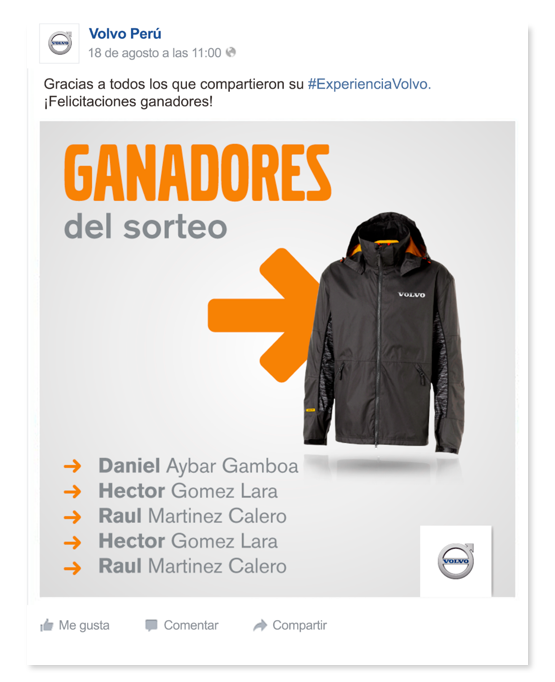 Volvo Perú
18 de agosto a las 11:00
Gracias a todos los que compartieron su #ExperienciaVolvo.
¡Felicitaciones ganadores!
GANADORES
del sorteo
VOLVO
Daniel Aybar Gamboa
Hector Gomez Lara
Raul Martinez Calero
Hector Gomez Lara
Raul Martinez Calero
VOLVO
Me gusta Comentar Compartir